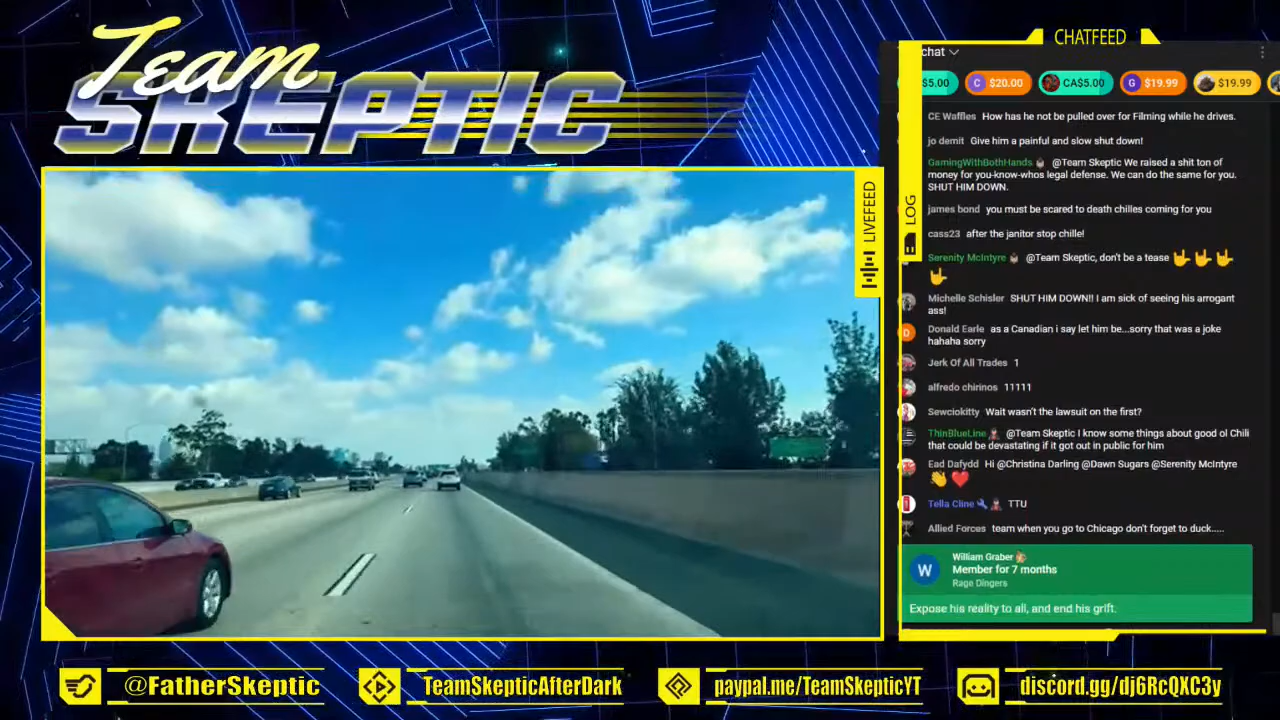 Team
SKEPTIC
CHATFEED
chat
$5.00
C $20.00
CA$5.00
G $19.99
$19.99
LIVEFEED
LOG
CE Waffles How has he not be pulled over for Filming while he drives.
jo demit Give him a painful and slow shut down!
GamingWithBothHands @Team Skeptic We raised a shit ton of
money for you-know-whos legal defense. We can do the same for you.
SHUT HIM DOWN.
james bond you must be scared to death chilles coming for you
cass23 after the janitor stop chille!
Serenity McIntyre @Team Skeptic, don't be a tease 🤟🤟🤟
🤟
Michelle Schisler SHUT HIM DOWN!! I am sick of seeing his arrogant
ass!
D Donald Earle as a Canadian i say let him be...sorry that was a joke
hahaha sorry
Jerk Of All Trades 1
alfredo chirinos 11111
Sewciokitty Wait wasn't the lawsuit on the first?
ThinBlueLine @Team Skeptic I know some things about good ol Chili
that could be devastating if it got out in public for him
Ead Dafydd Hi @Christina Darling @Dawn Sugars @Serenity McIntyre
👋❤️
Tella Cline TTU
Allied Forces team when you go to Chicago don't forget to duck.....
W
William Graber
Member for 7 months
Rage Dingers
Expose his reality to all, and end his grift.
@FatherSkeptic
TeamSkepticAfterDark
paypal.me/TeamSkepticYT
discord.gg/dj6RcQXC3y